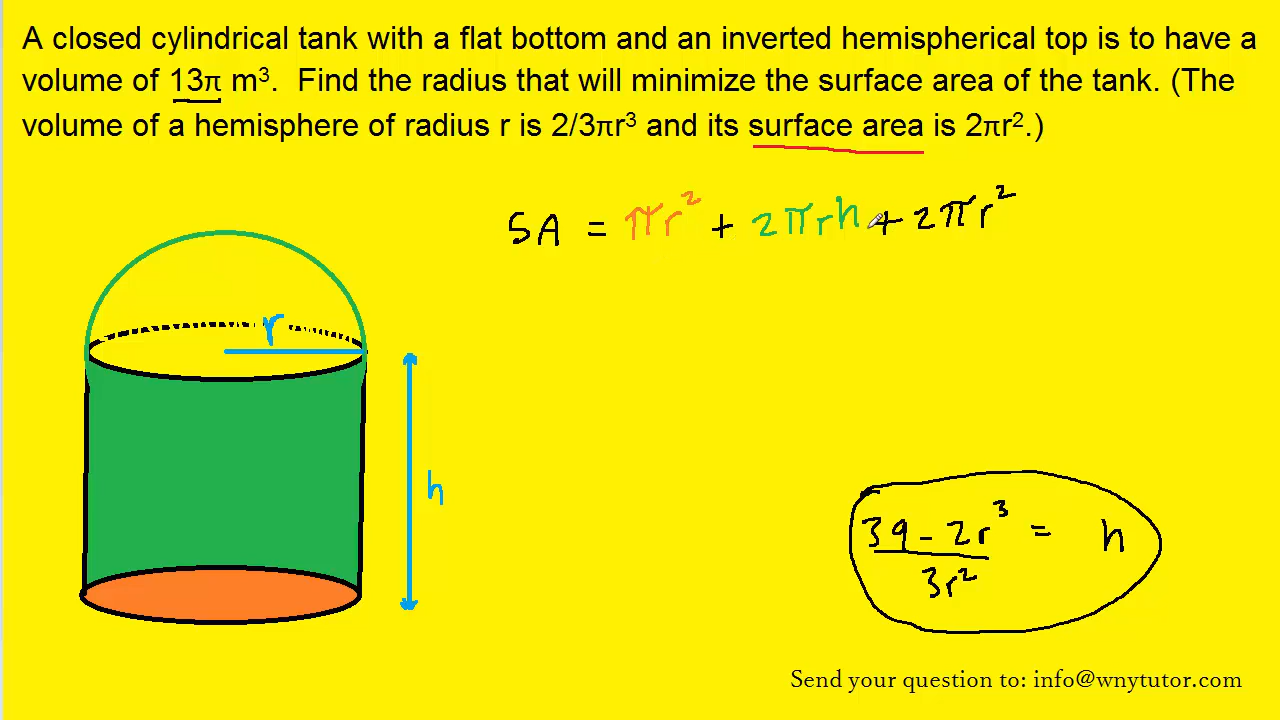 A closed cylindrical tank with a flat bottom and an inverted hemispherical top is to have a
volume of 13π m³. Find the radius that will minimize the surface area of the tank. (The
volume of a hemisphere of radius r is 2/3πr³ and its surface area is 2πr².)
SA = πr² + 2πrh + 2πr²
r
h
39 - 2r³ = h
3r²
Send your question to: info@wnytutor.com